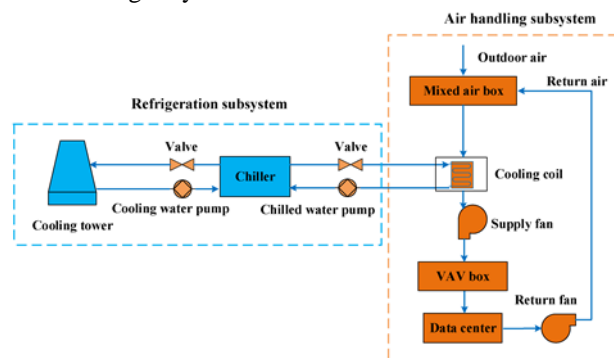 Air handling subsystem
Outdoor air
Return air
Mixed air box
Refrigeration subsystem
Valve
Valve
Chiller
Cooling coil
Cooling water pump
Chilled water pump
Cooling tower
Supply fan
VAV box
Return fan
Data center